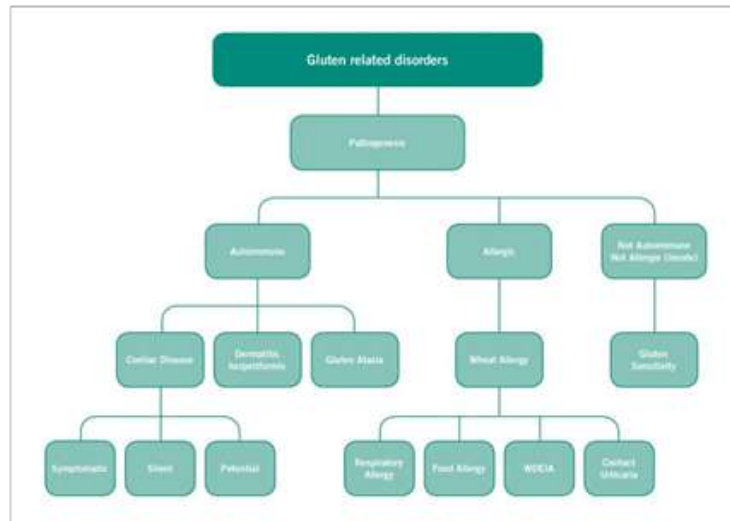 Gluten related disorders
Pathogenesis
Autoimmune
Allergic
Not Autoimmune
Not Allergic (Innate)
Coeliac Disease
Dermatitis
herpetiformis
Gluten Ataxia
Wheat Allergy
Gluten
Sensitivity
Symptomatic
Silent
Potential
Respiratory
Allergy
Food Allergy
WDEIA
Contact
Urticaria